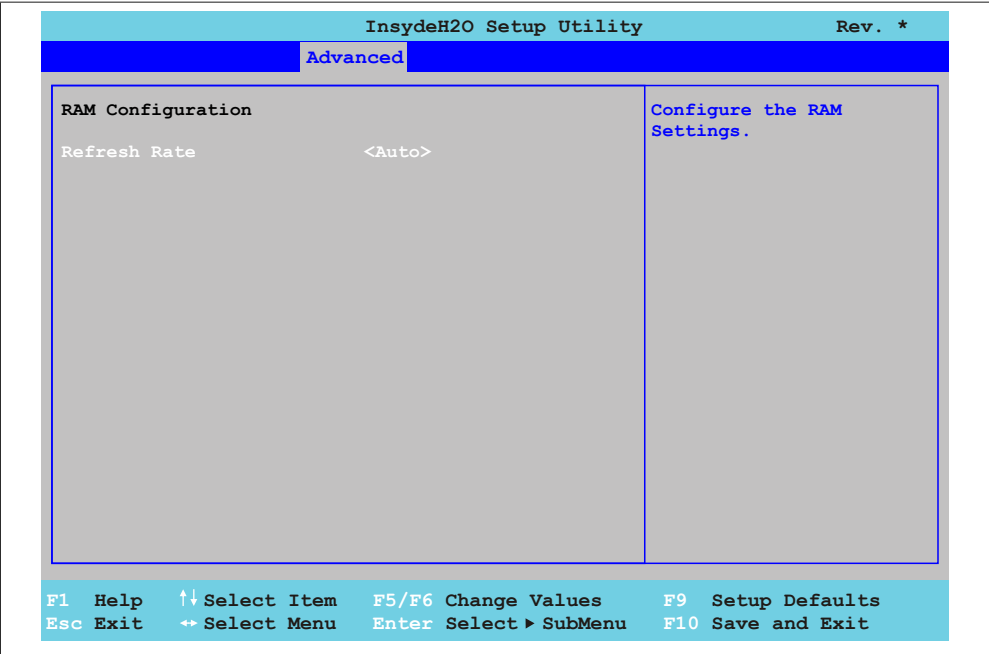 InsydeH2O Setup Utility Rev. *
Advanced
RAM Configuration
Refresh Rate <Auto>
Configure the RAM
Settings.
F1 Help ↑↓ Select Item F5/F6 Change Values F9 Setup Defaults
Esc Exit ↔ Select Menu Enter Select ▶ SubMenu F10 Save and Exit